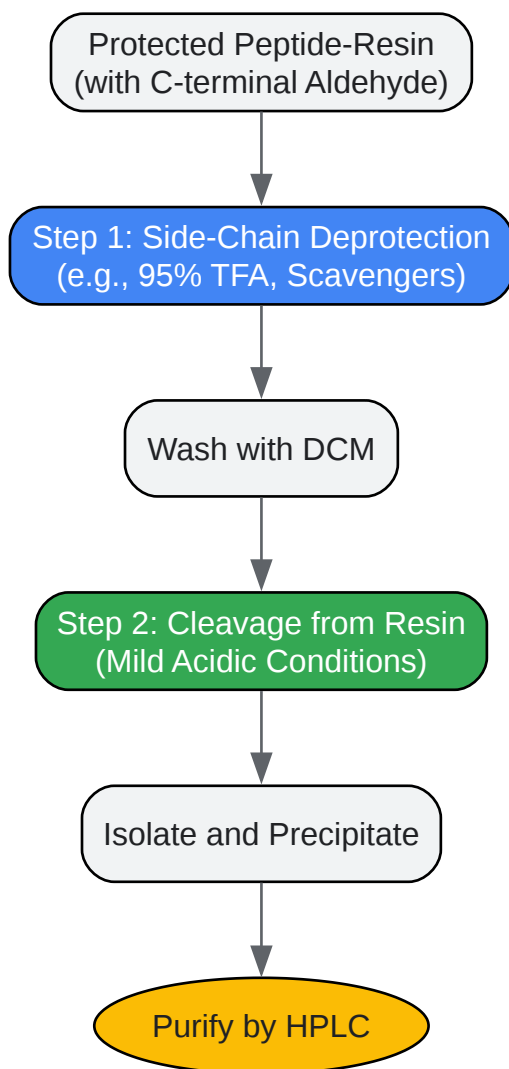 Protected Peptide-Resin
(with C-terminal Aldehyde)
Step 1: Side-Chain Deprotection
(e.g., 95% TFA, Scavengers)
Wash with DCM
Step 2: Cleavage from Resin
(Mild Acidic Conditions)
Isolate and Precipitate
Purify by HPLC